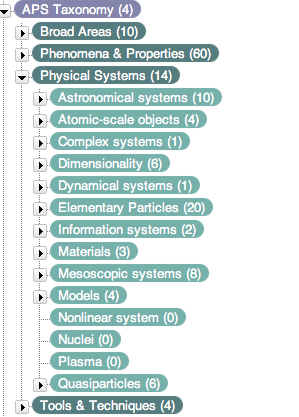 APS Taxonomy (4)
Broad Areas (10)
Phenomena & Properties (60)
Physical Systems (14)
Astronomical systems (10)
Atomic-scale objects (4)
Complex systems (1)
Dimensionality (6)
Dynamical systems (1)
Elementary Particles (20)
Information systems (2)
Materials (3)
Mesoscopic systems (8)
Models (4)
Nonlinear system (0)
Nuclei (0)
Plasma (0)
Quasiparticles (6)
Tools & Techniques (4)